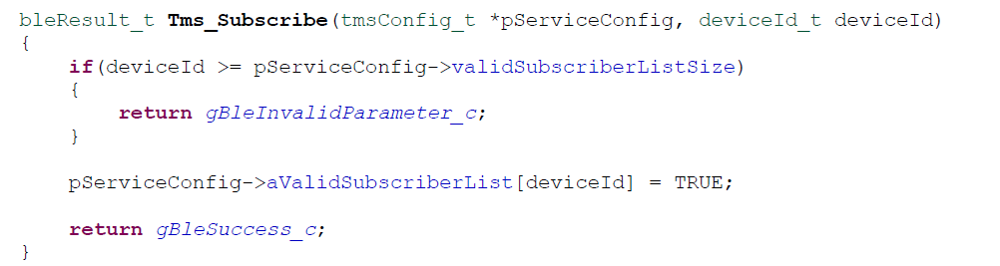 bleResult_t Tms_Subscribe(tmsConfig_t *pServiceConfig, deviceId_t deviceId)
{
    if(deviceId >= pServiceConfig->validSubscriberListSize)
    {
        return gBleInvalidParameter_c;
    }

    pServiceConfig->aValidSubscriberList[deviceId] = TRUE;

    return gBleSuccess_c;
}